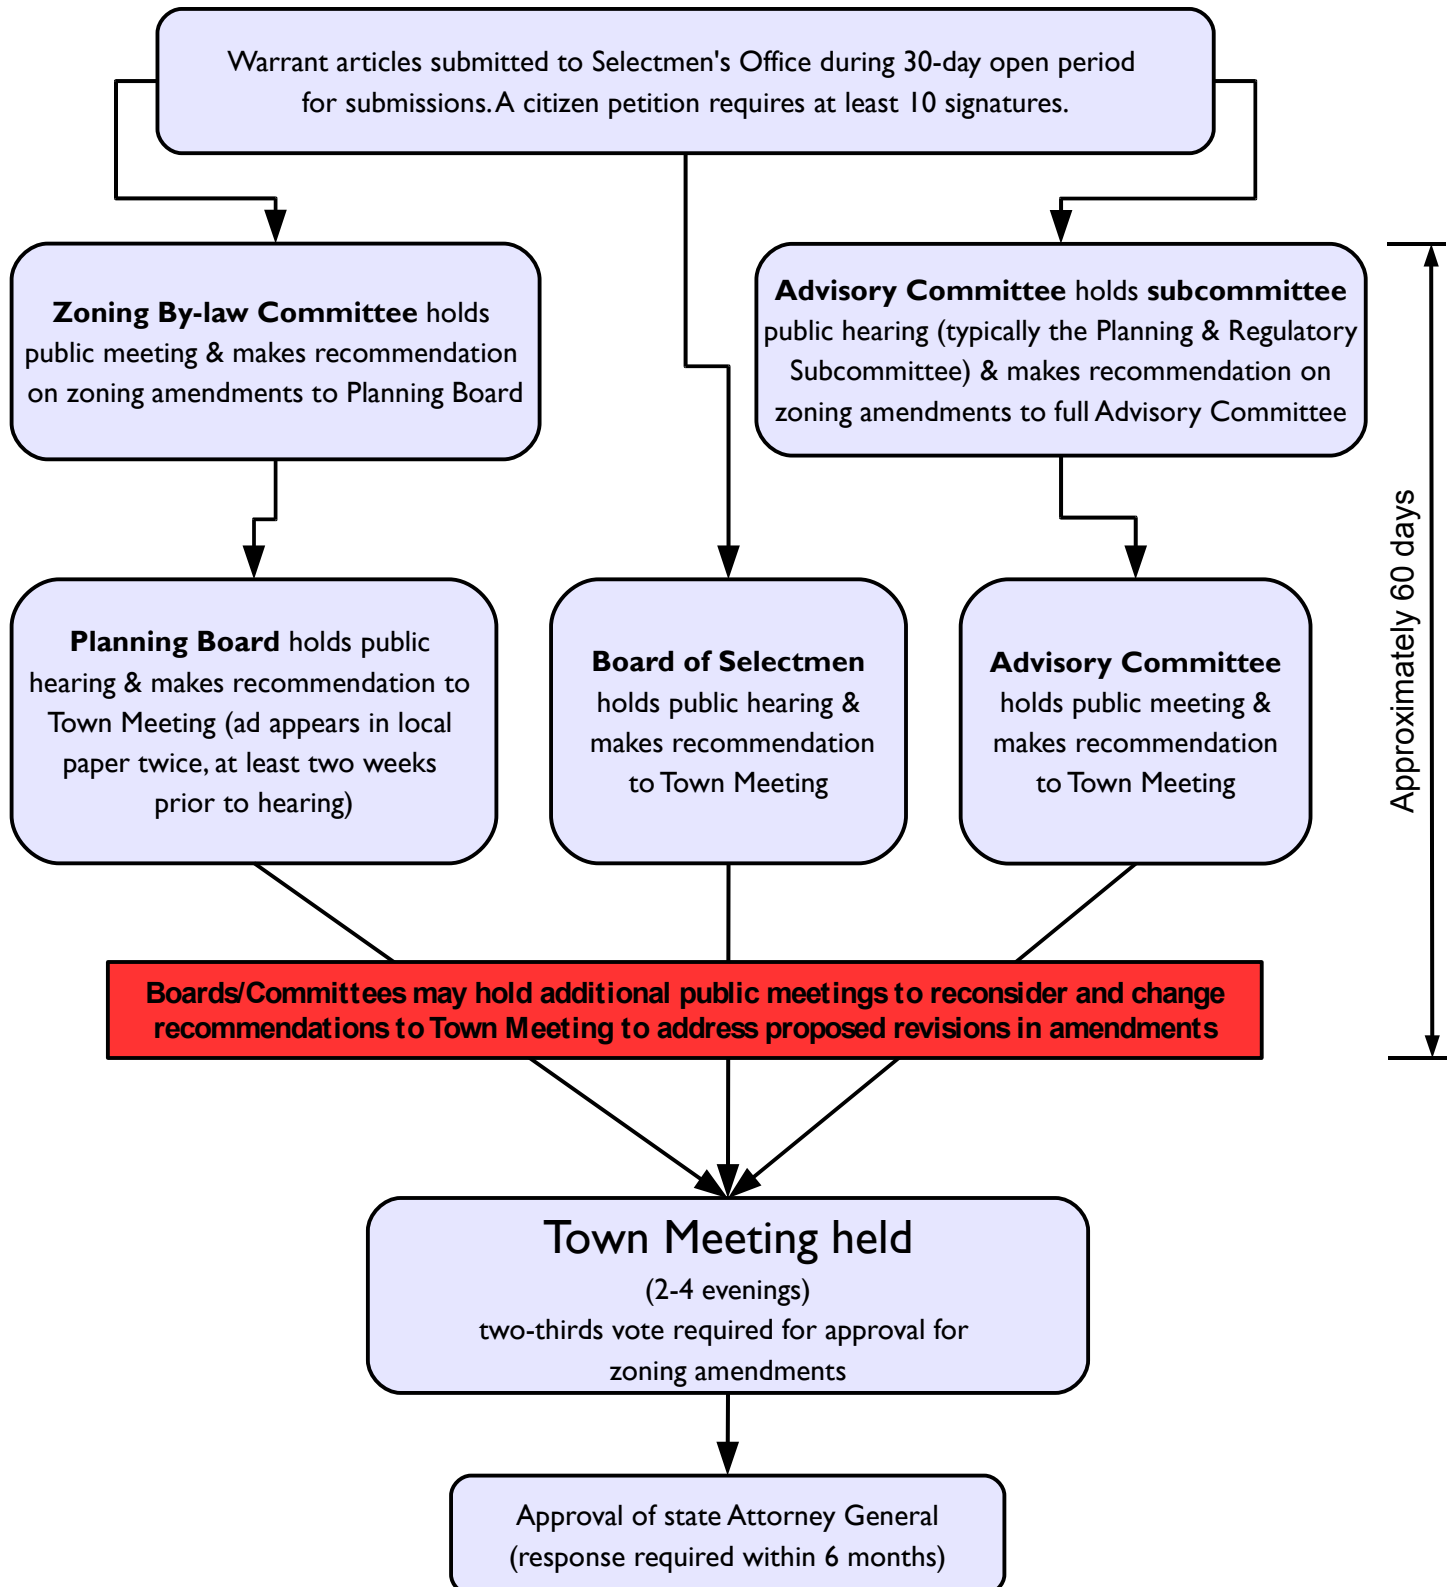 Warrant articles submitted to Selectmen's Office during 30-day open period
for submissions. A citizen petition requires at least 10 signatures.
Zoning By-law Committee holds
public meeting & makes recommendation
on zoning amendments to Planning Board
Advisory Committee holds subcommittee
public hearing (typically the Planning & Regulatory
Subcommittee) & makes recommendation on
zoning amendments to full Advisory Committee
Approximately 60 days
Planning Board holds public
hearing & makes recommendation to
Town Meeting (ad appears in local
paper twice, at least two weeks
prior to hearing)
Board of Selectmen
holds public hearing &
makes recommendation
to Town Meeting
Advisory Committee
holds public meeting &
makes recommendation
to Town Meeting
Boards/Committees may hold additional public meetings to reconsider and change
recommendations to Town Meeting to address proposed revisions in amendments
Town Meeting held
(2-4 evenings)
two-thirds vote required for approval for
zoning amendments
Approval of state Attorney General
(response required within 6 months)